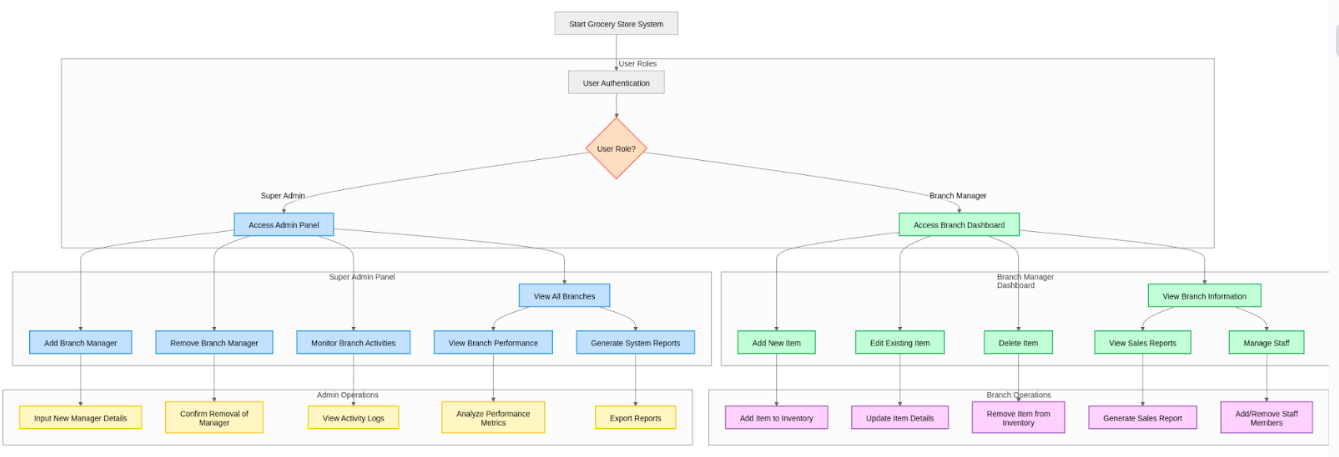 Start Grocery Store System
User Roles
User Authentication
User Role?
Super Admin
Branch Manager
Access Admin Panel
Access Branch Dashboard
Super Admin Panel
Branch Manager
Dashboard
View All Branches
View Branch Information
Add Branch Manager
Remove Branch Manager
Monitor Branch Activities
View Branch Performance
Generate System Reports
Add New Item
Edit Existing Item
Delete Item
View Sales Reports
Manage Staff
Admin Operations
Branch Operations
Input New Manager Details
Confirm Removal of
Manager
View Activity Logs
Analyze Performance
Metrics
Export Reports
Add Item to Inventory
Update Item Details
Remove Item from
Inventory
Generate Sales Report
Add/Remove Staff
Members